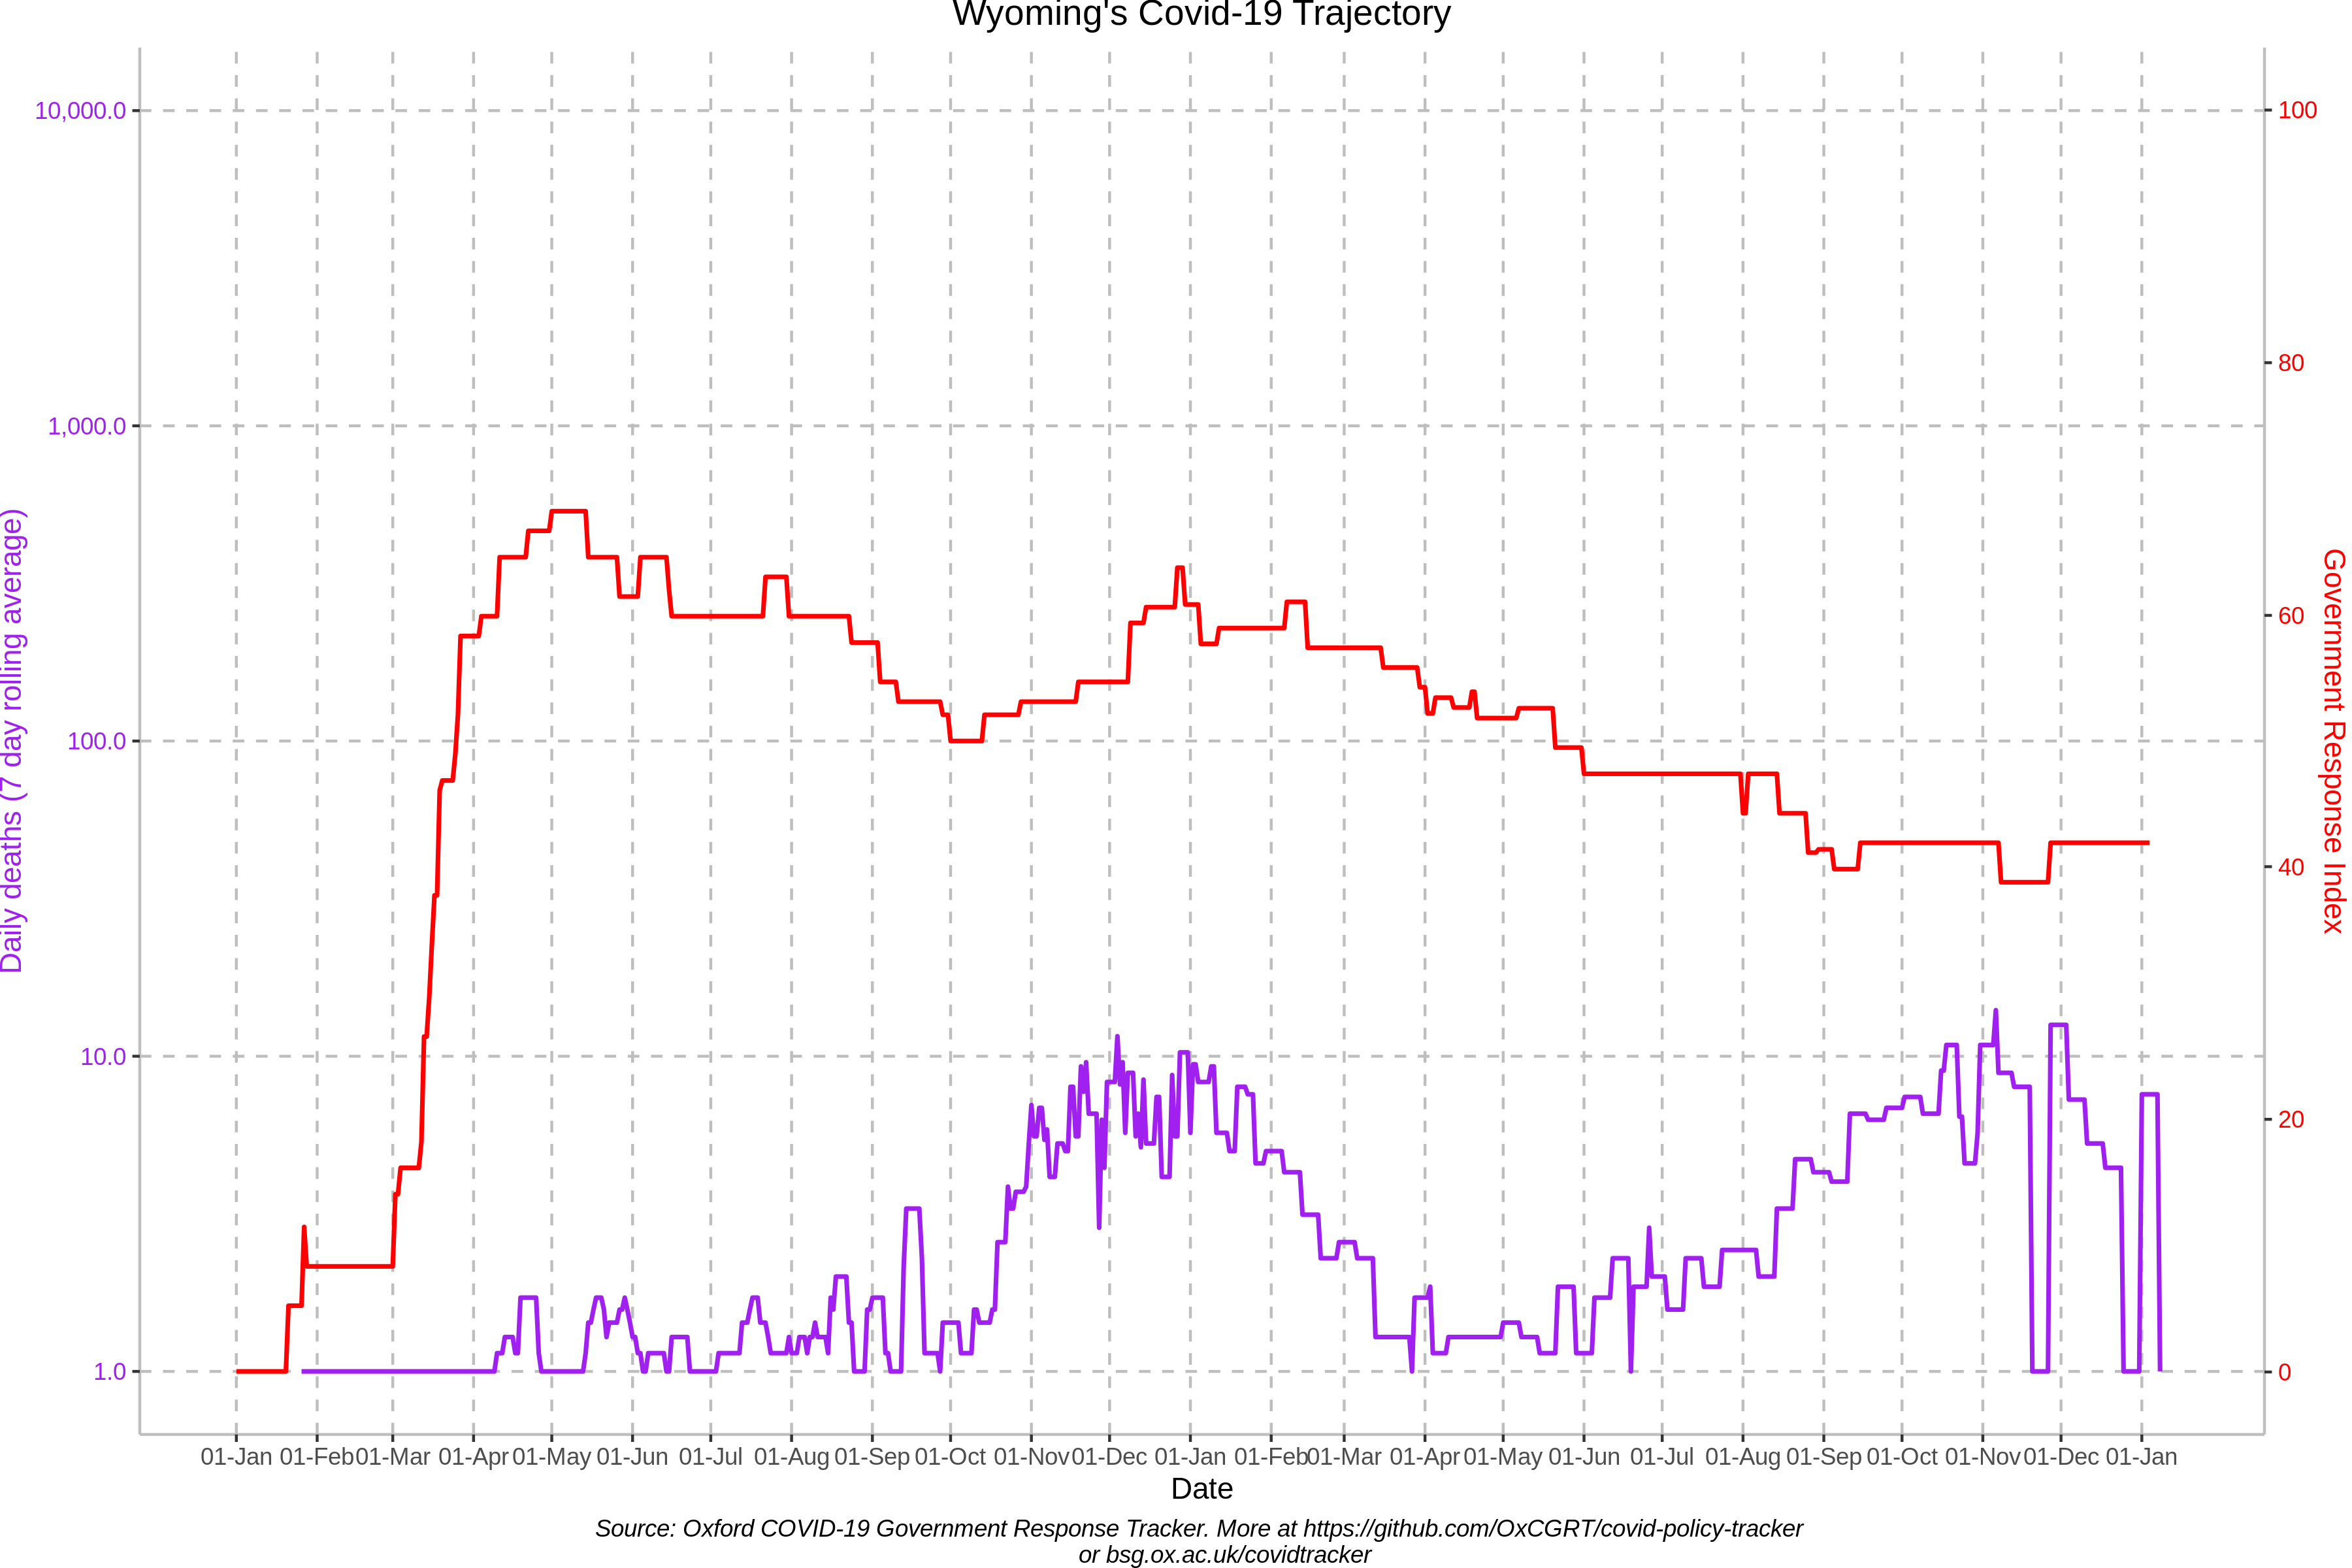 Wyoming's Covid-19 Trajectory
10,000.0
1,000.0
100.0
10.0
1.0
Daily deaths (7 day rolling average)
100
80
60
40
20
0
Government Response Index
01-Jan 01-Feb 01-Mar 01-Apr 01-May 01-Jun 01-Jul 01-Aug 01-Sep 01-Oct 01-Nov 01-Dec 01-Jan 01-Feb 01-Mar 01-Apr 01-May 01-Jun 01-Jul 01-Aug 01-Sep 01-Oct 01-Nov 01-Dec 01-Jan
Date
Source: Oxford COVID-19 Government Response Tracker. More at https://github.com/OxCGRT/covid-policy-tracker
or bsg.ox.ac.uk/covidtracker